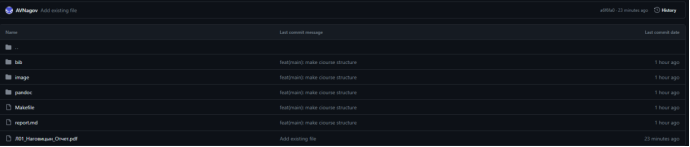 AVNagov Add existing file 23 minutes ago History
Name Last commit message Last commit date
..
bib feat(main): make course structure 1 hour ago
image feat(main): make course structure 1 hour ago
pandoc feat(main): make course structure 1 hour ago
Makefile feat(main): make course structure 1 hour ago
report.md feat(main): make course structure 1 hour ago
Л01_Наговицын_Отчет.pdf Add existing file 23 minutes ago